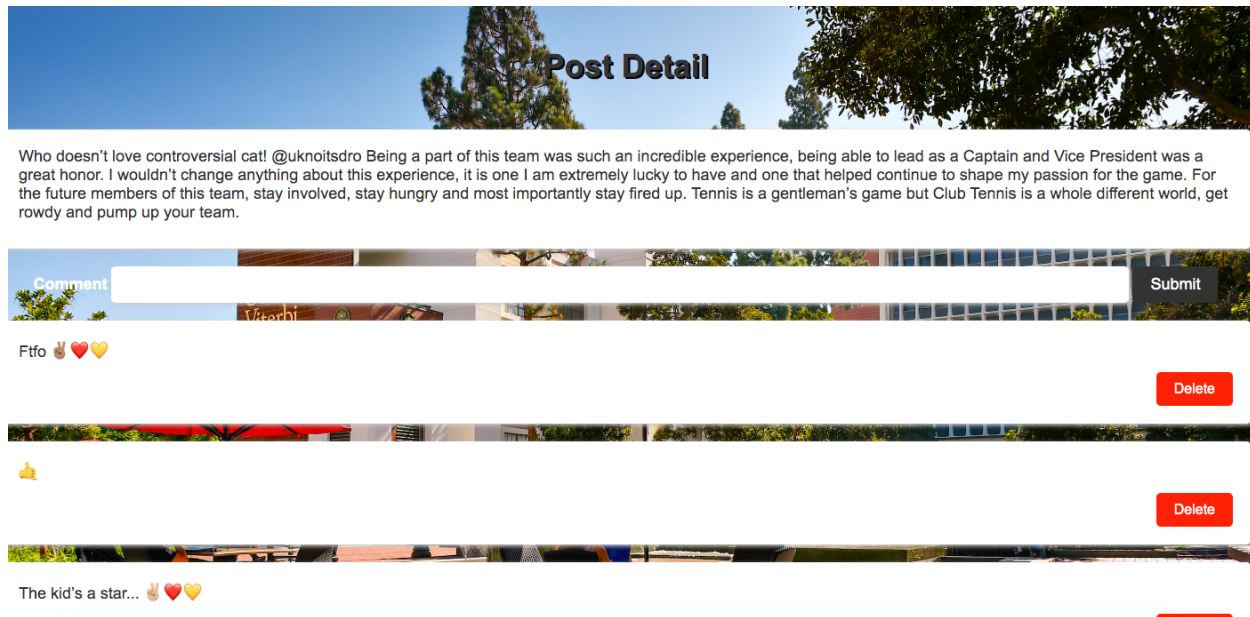 Post Detail
Who doesn’t love controversial cat! @uknoitsdro Being a part of this team was such an incredible experience, being able to lead as a Captain and Vice President was a
great honor. I wouldn’t change anything about this experience, it is one I am extremely lucky to have and one that helped continue to shape my passion for the game. For
the future members of this team, stay involved, stay hungry and most importantly stay fired up. Tennis is a gentleman’s game but Club Tennis is a whole different world, get
rowdy and pump up your team.
Comment
Submit
Viterbi
Ftfo ✌🏽❤️💛
Delete
🤙
Delete
The kid’s a star... ✌🏼❤️💛